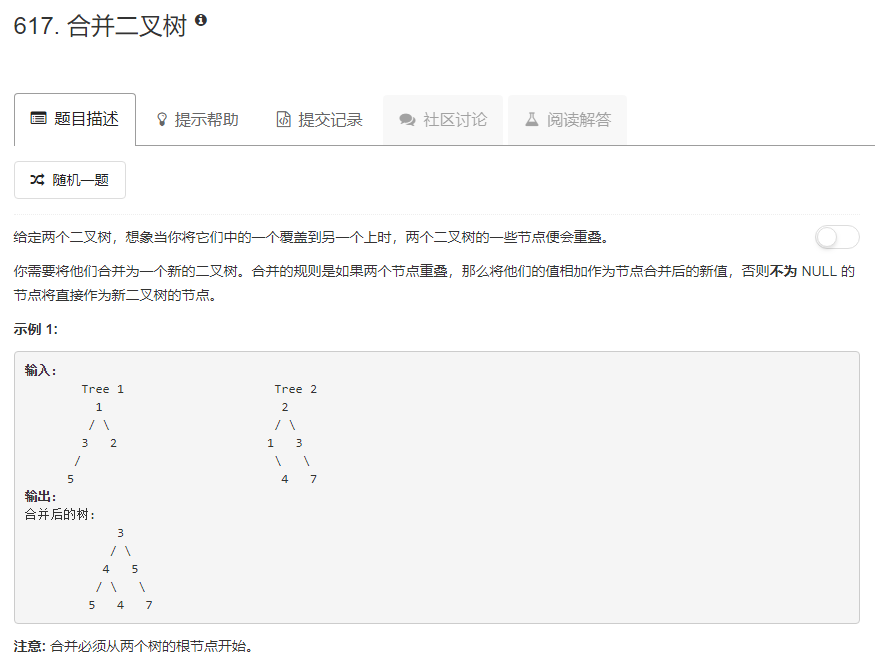 617. 合并二叉树
题目描述 提示帮助 提交记录 社区讨论 阅读解答
随机一题
给定两个二叉树，想象当你将它们中的一个覆盖到另一个上时，两个二叉树的一些节点便会重叠。
你需要将他们合并为一个新的二叉树。合并的规则是如果两个节点重叠，那么将他们的值相加作为节点合并后的新值，否则不为 NULL 的
节点将直接作为新二叉树的节点。
示例 1:
输入:
Tree 1                     Tree 2
          1                          2
         / \                        / \
        3   2                      1   3
       /                            \   \
      5                              4   7
输出:
合并后的树:
             3
            / \
           4   5
          / \   \
         5   4   7
注意: 合并必须从两个树的根节点开始。